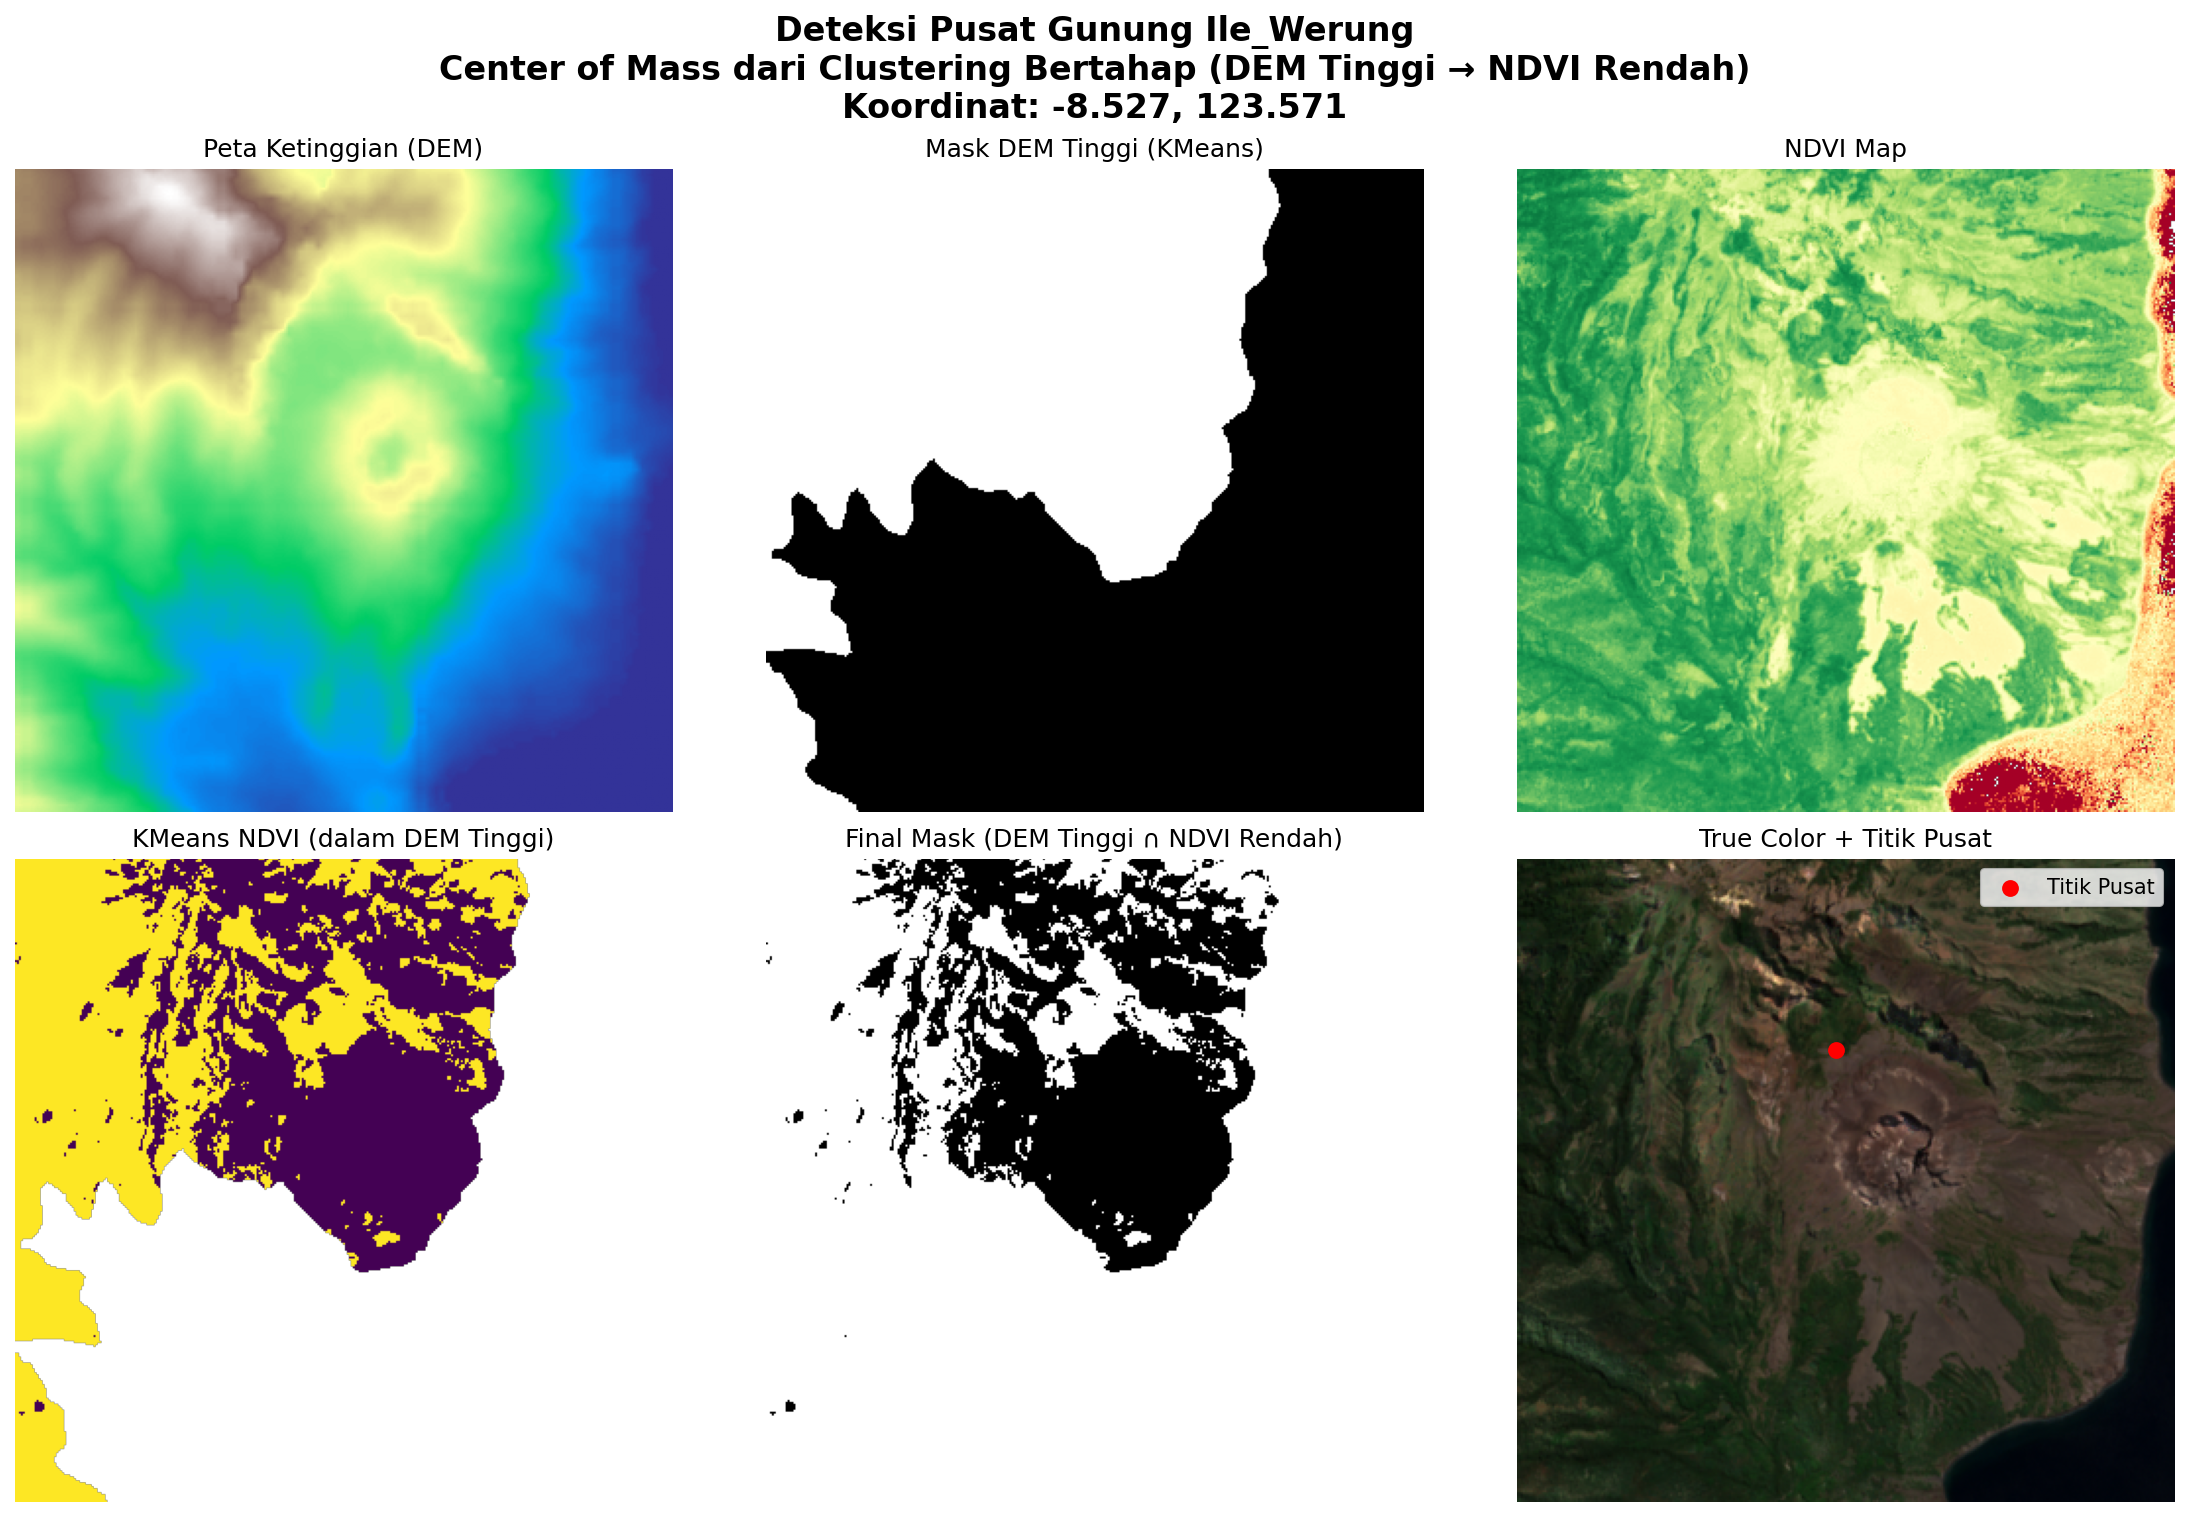 Deteksi Pusat Gunung Ile_Werung
Center of Mass dari Clustering Bertahap (DEM Tinggi → NDVI Rendah)
Koordinat: -8.527, 123.571
Peta Ketinggian (DEM)
Mask DEM Tinggi (KMeans)
NDVI Map
KMeans NDVI (dalam DEM Tinggi)
Final Mask (DEM Tinggi ∩ NDVI Rendah)
True Color + Titik Pusat
Titik Pusat